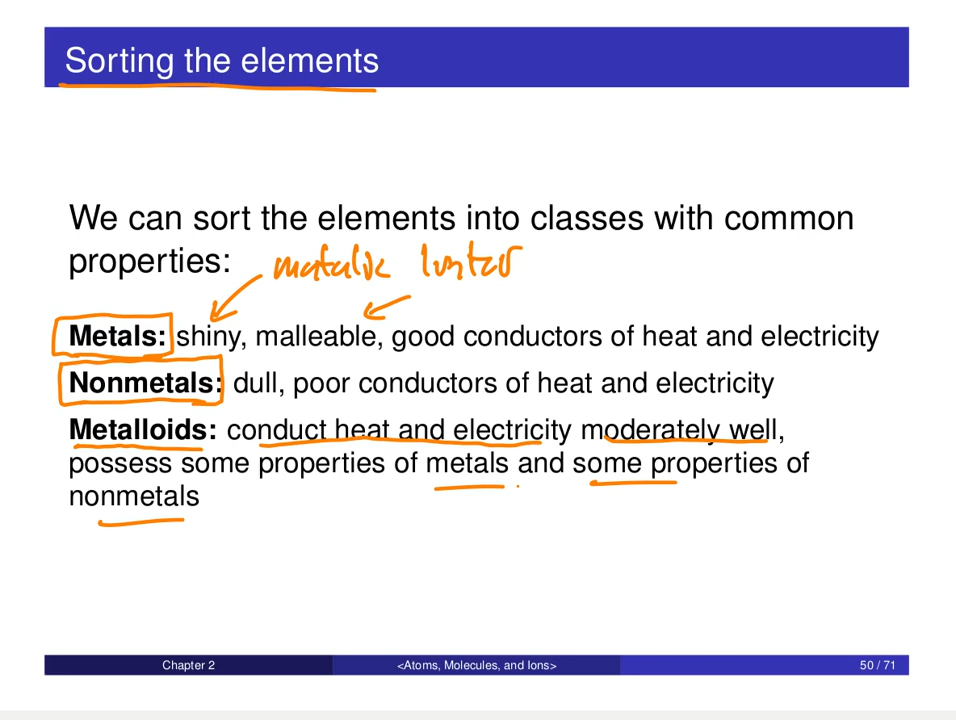 Sorting the elements
We can sort the elements into classes with common
properties:
metalic luster
Metals: shiny, malleable, good conductors of heat and electricity
Nonmetals: dull, poor conductors of heat and electricity
Metalloids: conduct heat and electricity moderately well,
possess some properties of metals and some properties of
nonmetals
Chapter 2 <Atoms, Molecules, and Ions> 50 / 71